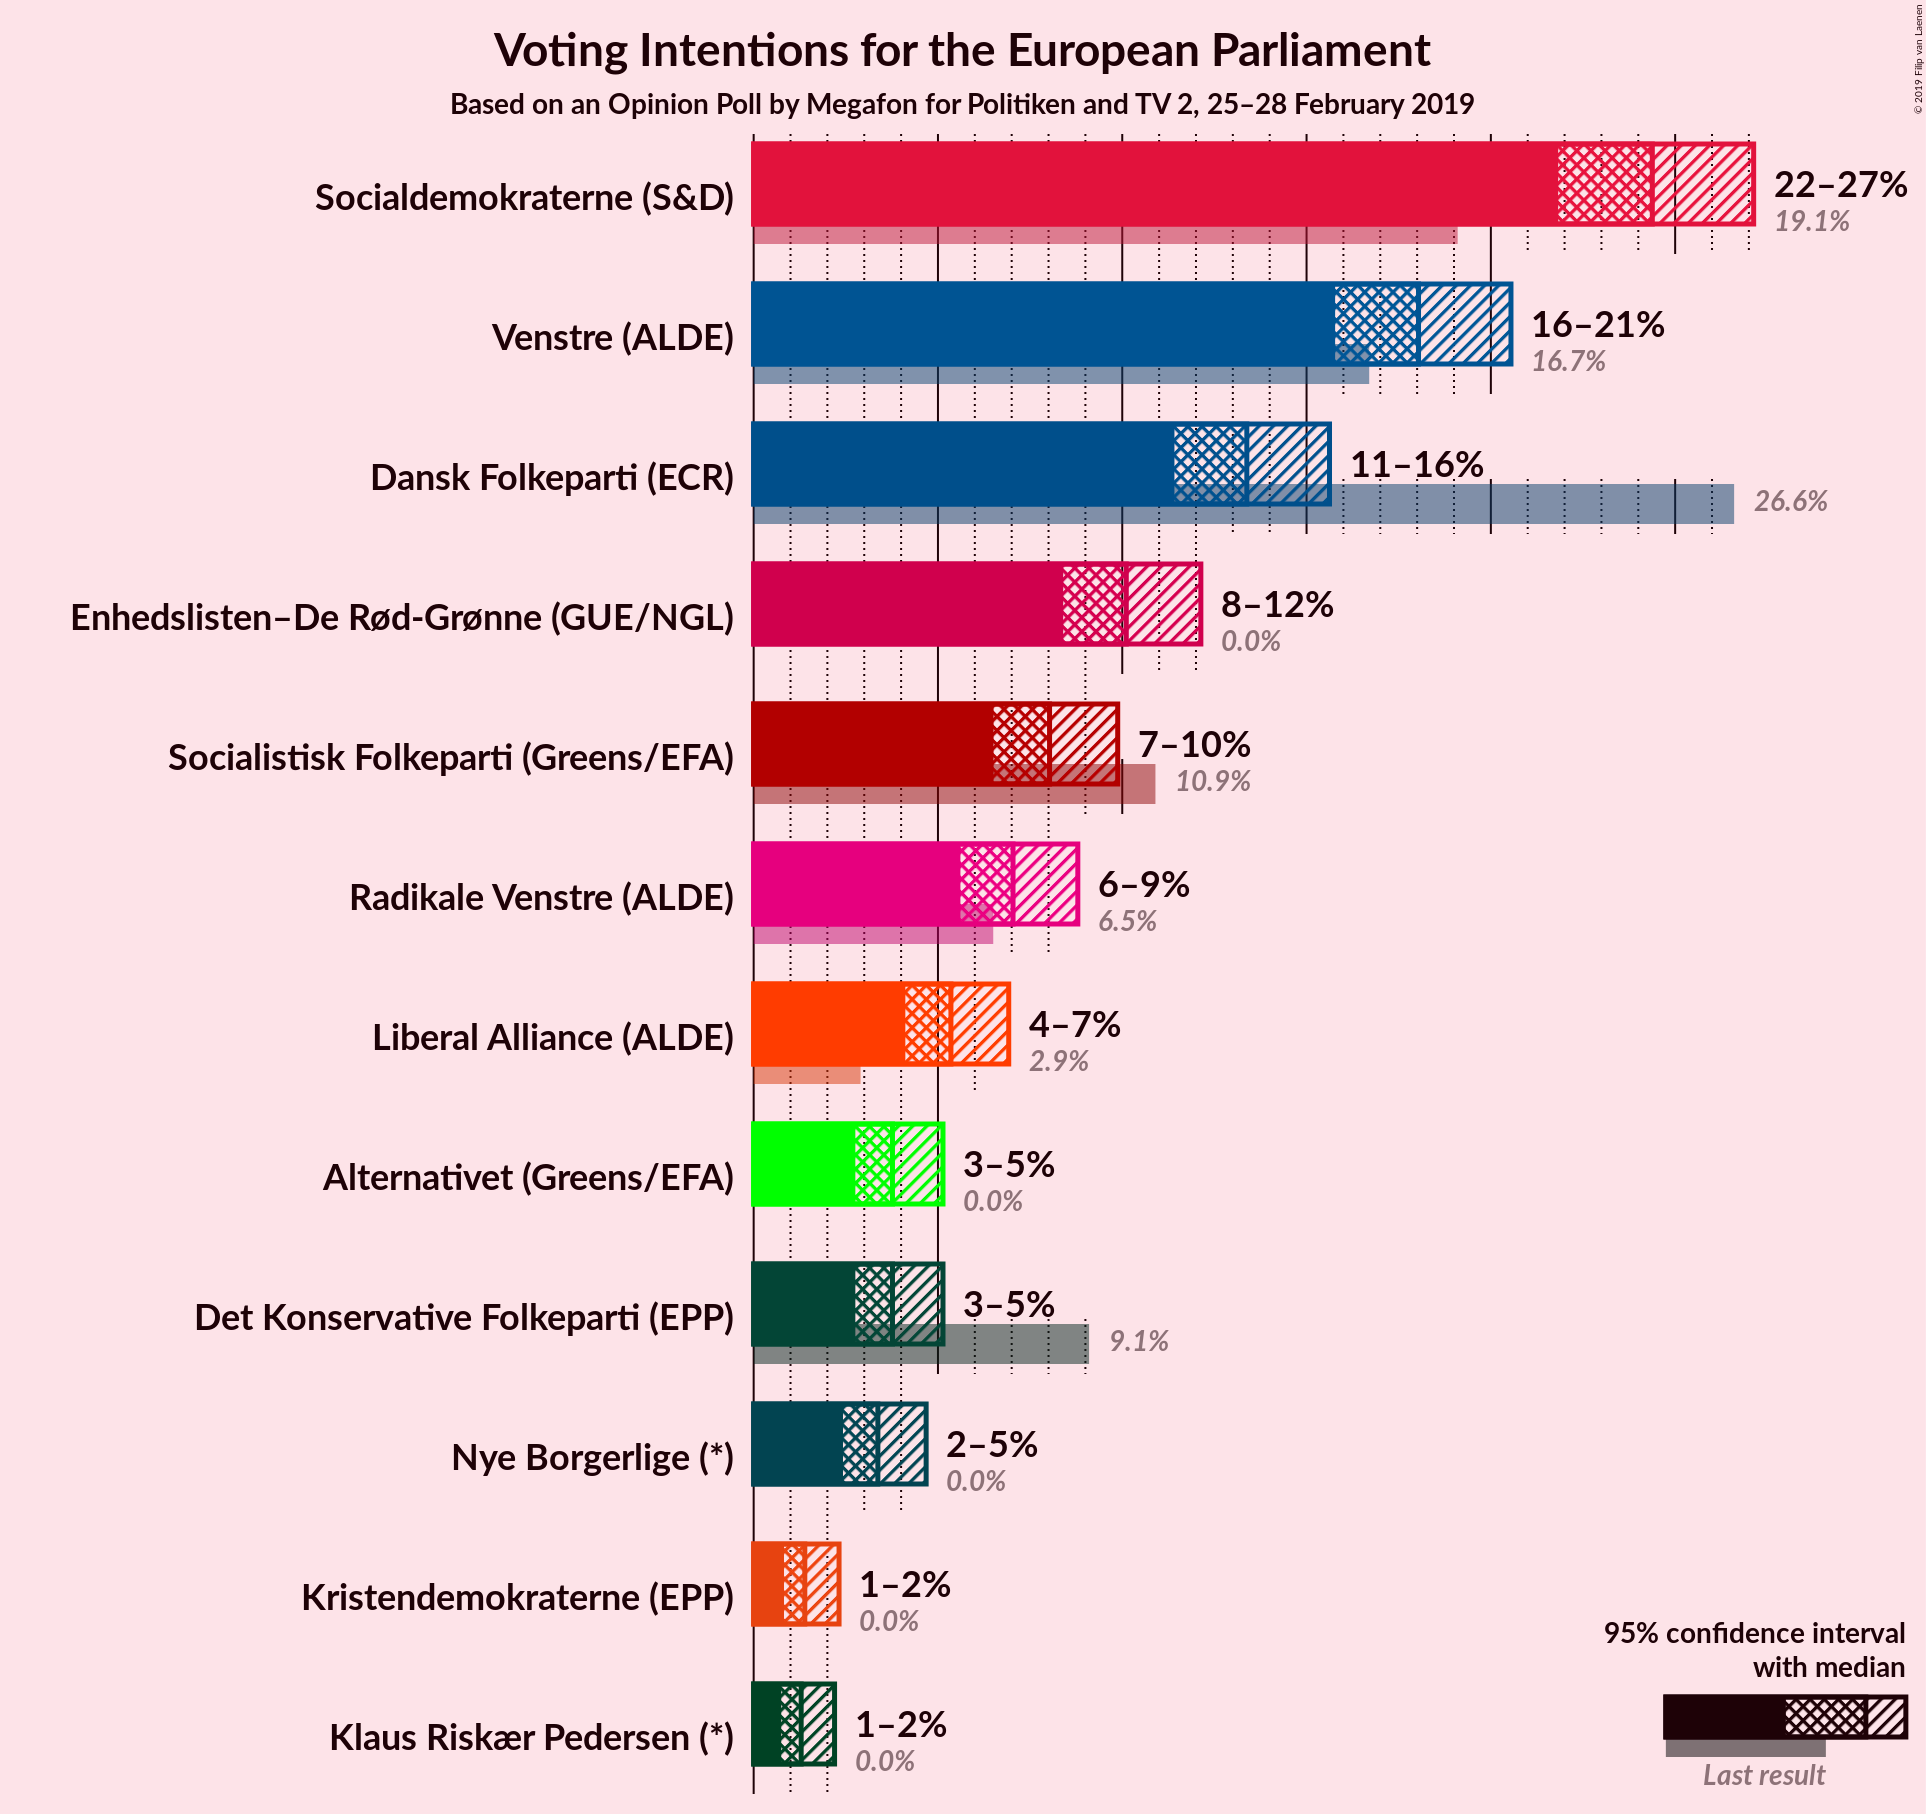 Voting Intentions for the European Parliament
Based on an Opinion Poll by Megafon for Politiken and TV 2, 25–28 February 2019
© 2019 Filip van Laenen
Socialdemokraterne (S&D)
22–27%
19.1%
Venstre (ALDE)
16–21%
16.7%
Dansk Folkeparti (ECR)
11–16%
26.6%
Enhedslisten–De Rød-Grønne (GUE/NGL)
8–12%
0.0%
Socialistisk Folkeparti (Greens/EFA)
7–10%
10.9%
Radikale Venstre (ALDE)
6–9%
6.5%
Liberal Alliance (ALDE)
4–7%
2.9%
Alternativet (Greens/EFA)
3–5%
0.0%
Det Konservative Folkeparti (EPP)
3–5%
9.1%
Nye Borgerlige (*)
2–5%
0.0%
Kristendemokraterne (EPP)
1–2%
0.0%
Klaus Riskær Pedersen (*)
1–2%
0.0%
95% confidence interval
with median
Last result